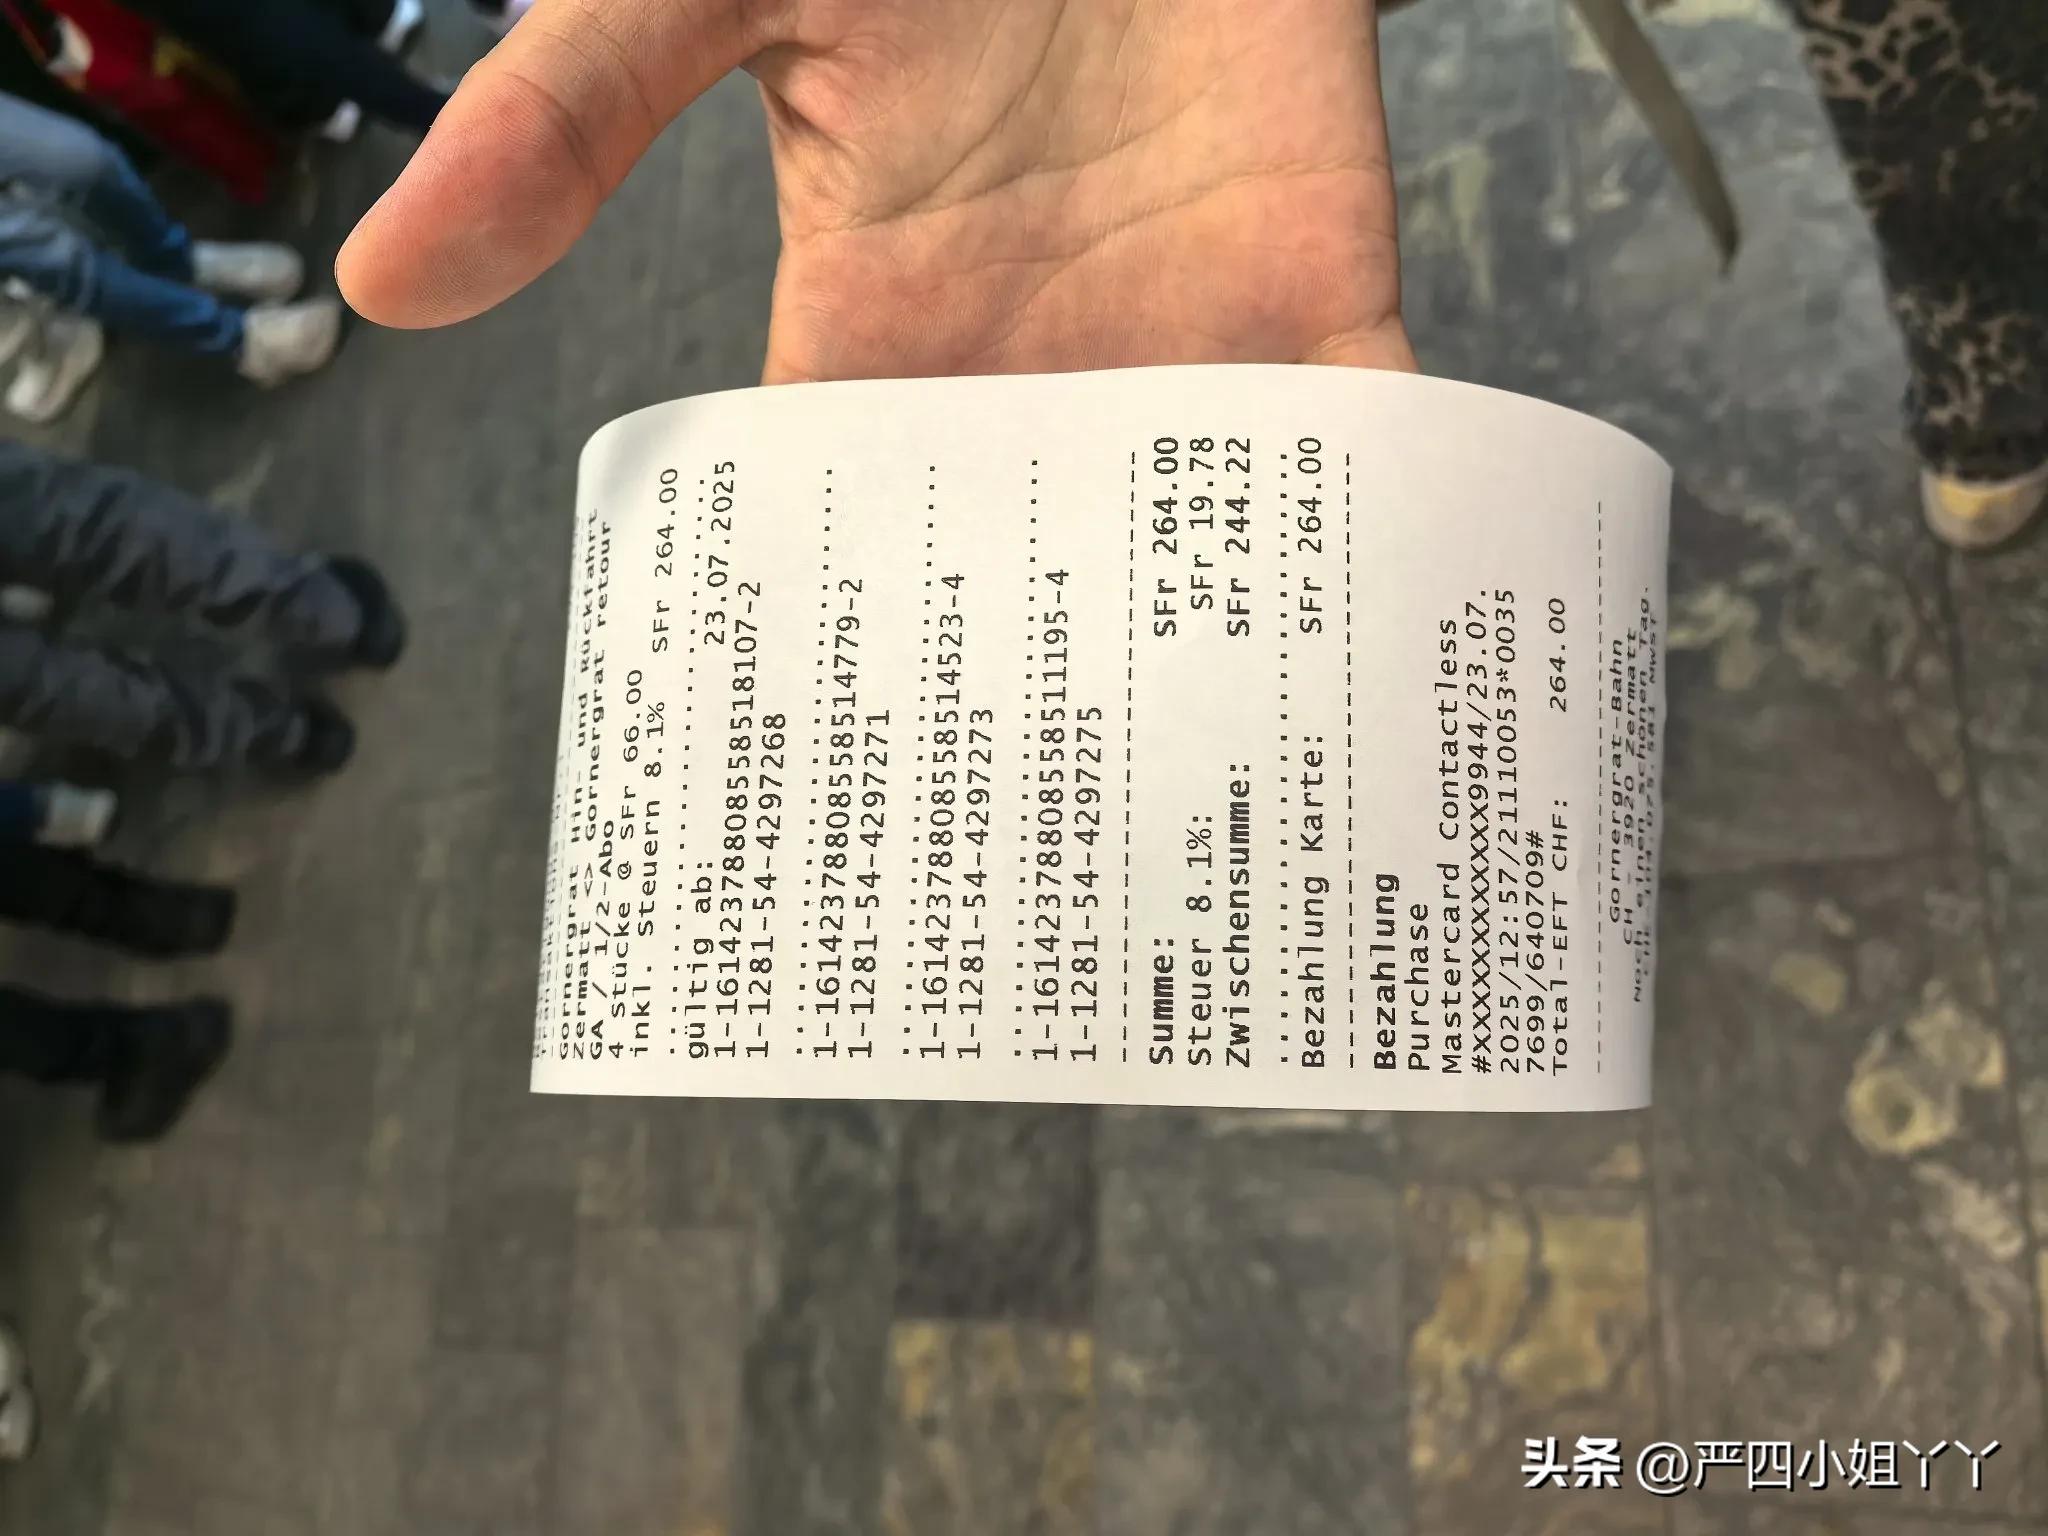 Gornergrat Hin- und Rückfahrt
Zermatt <> Gornergrat retour
GA / 1/2-Abo
4 Stücke @ SFr 66.00
inkl. Steuern 8.1% SFr 264.00
gültig ab: 23.07.2025
1-16142378808558518107-2
1-1281-54-4297268
1-16142378808558514779-2
1-1281-54-4297271
1-16142378808558514523-4
1-1281-54-4297273
1-16142378808558511195-4
1-1281-54-4297275
Summe: SFr 264.00
Steuer 8.1%: SFr 19.78
Zwischensumme: SFr 244.22
Bezahlung Karte: SFr 264.00
Bezahlung
Purchase
Mastercard Contactless
#XXXXXXXXXXXX9944/23.07.
2025/12:57/21110053*0035
7699/640709#
Total-EFT CHF: 264.00
Gornergrat-Bahn
CH - 3920 Zermatt
Noch einen schönen Tag.
头条 @严四小姐丫丫